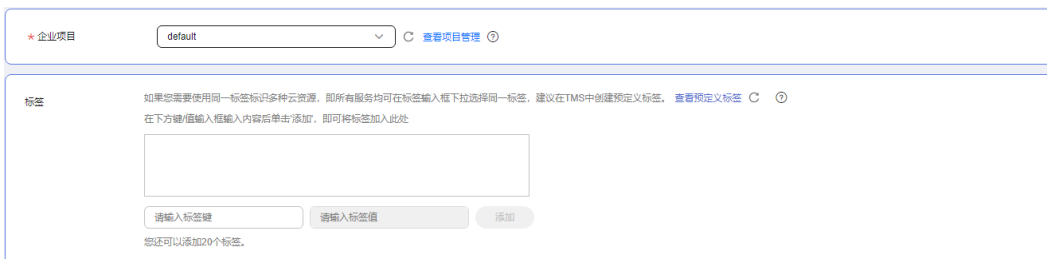 * 企业项目 default 查看项目管理
标签 如果您需要使用同一标签标识多种云资源，即所有服务均可在标签输入框下拉选择同一标签，建议在TMS中创建预定义标签。 查看预定义标签
在下方键/值输入框输入内容后单击'添加'，即可将标签加入此处
请输入标签键 请输入标签值 添加
您还可以添加20个标签。